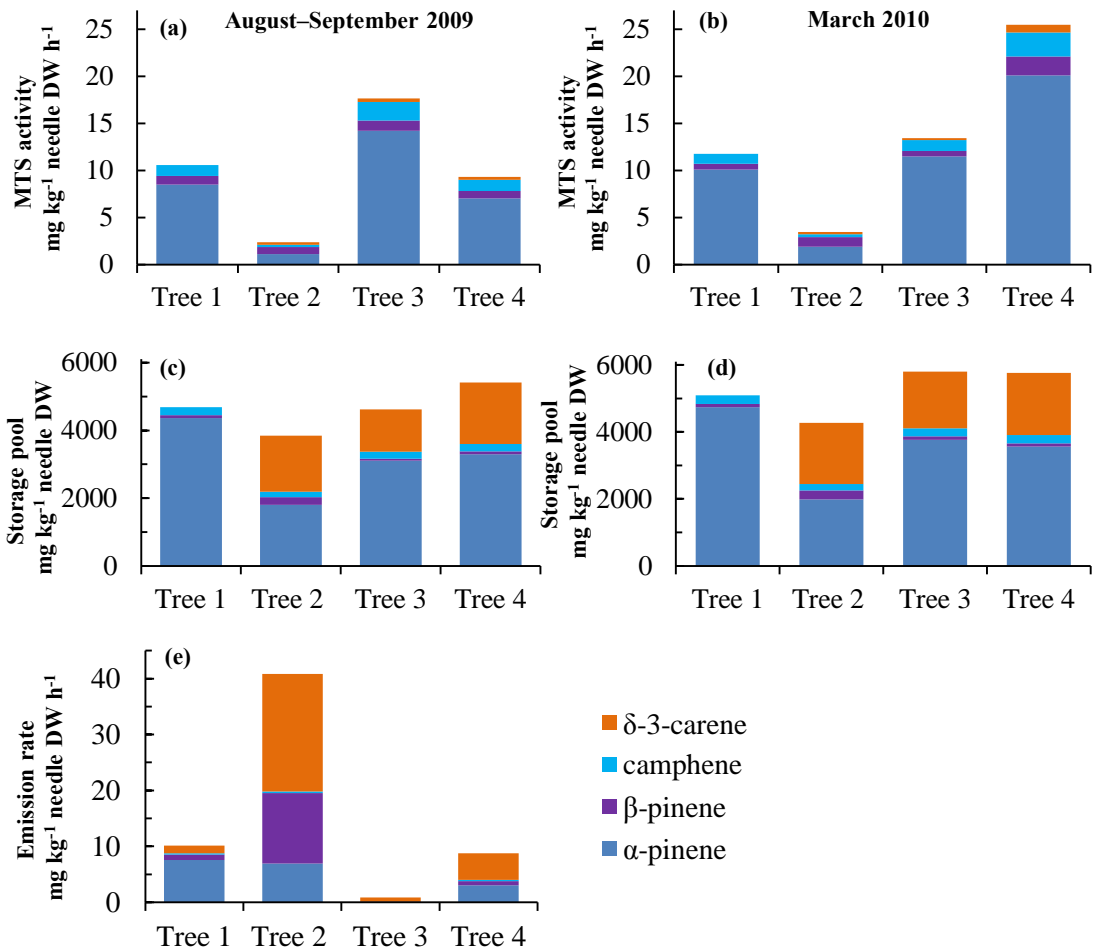 August–September 2009
March 2010
(a)
MTS activity
mg kg⁻¹ needle DW h⁻¹
25
20
15
10
5
0
Tree 1 Tree 2 Tree 3 Tree 4
(b)
MTS activity
mg kg⁻¹ needle DW h⁻¹
25
20
15
10
5
0
Tree 1 Tree 2 Tree 3 Tree 4
(c)
Storage pool
mg kg⁻¹ needle DW
6000
4000
2000
0
Tree 1 Tree 2 Tree 3 Tree 4
(d)
Storage pool
mg kg⁻¹ needle DW
6000
4000
2000
0
Tree 1 Tree 2 Tree 3 Tree 4
(e)
Emission rate
mg kg⁻¹ needle DW h⁻¹
40
30
20
10
0
Tree 1 Tree 2 Tree 3 Tree 4
δ-3-carene
camphene
β-pinene
α-pinene